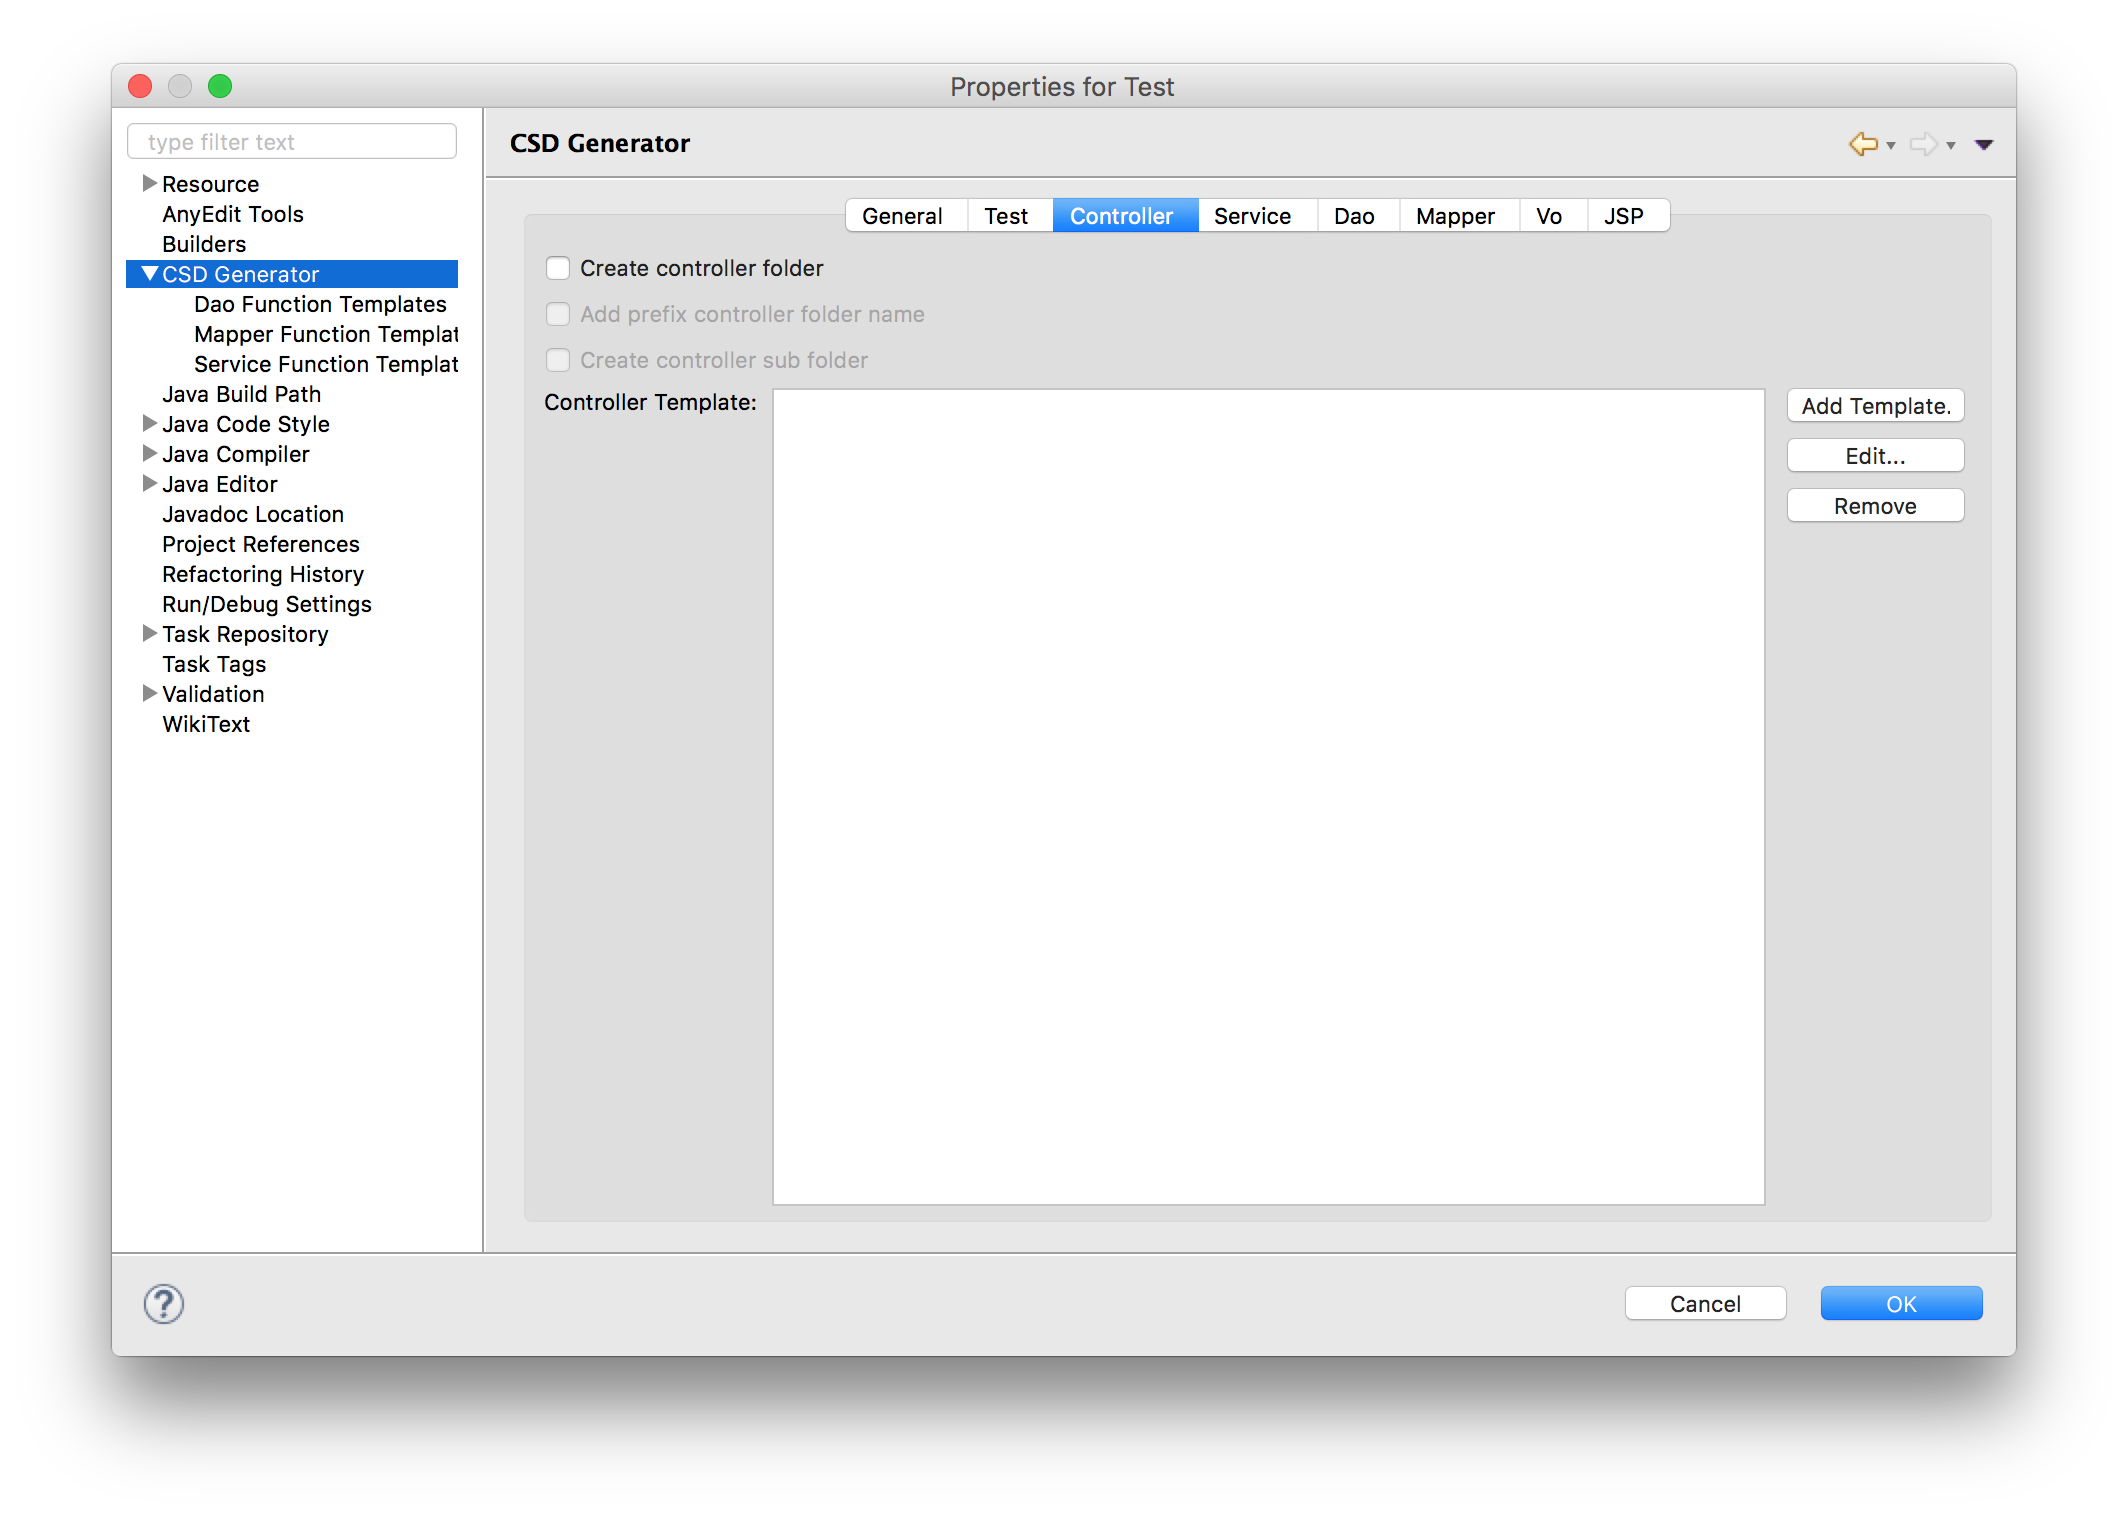 Properties for Test
type filter text
Resource
AnyEdit Tools
Builders
CSD Generator
Dao Function Templates
Mapper Function Templat
Service Function Templat
Java Build Path
Java Code Style
Java Compiler
Java Editor
Javadoc Location
Project References
Refactoring History
Run/Debug Settings
Task Repository
Task Tags
Validation
WikiText
CSD Generator
General Test Controller Service Dao Mapper Vo JSP
Create controller folder
Add prefix controller folder name
Create controller sub folder
Controller Template:
Add Template.
Edit...
Remove
?
Cancel OK